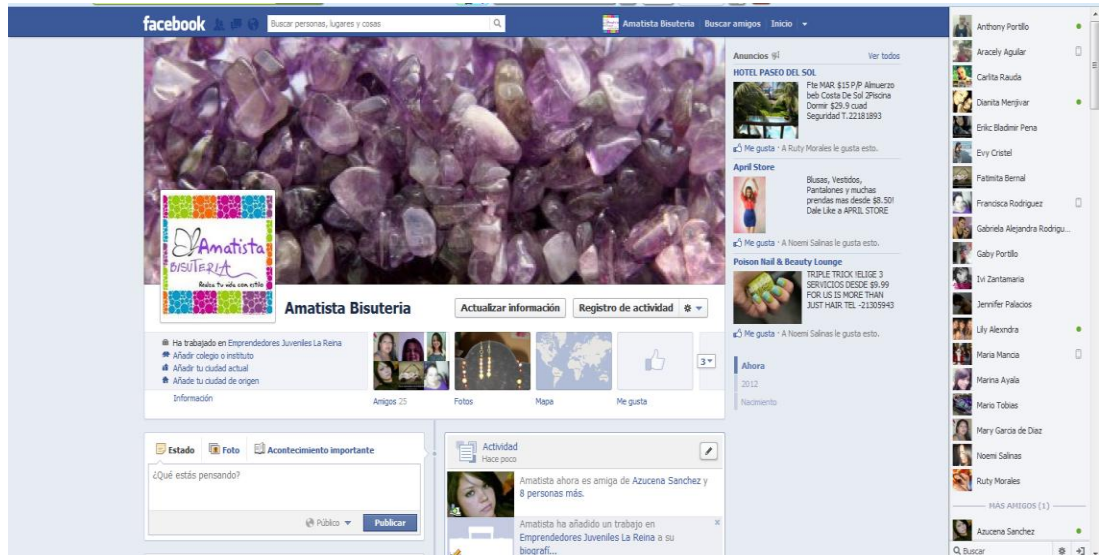 facebook
Buscar personas, lugares y cosas
Amatista Bisuteria Buscar amigos Inicio
Amatista
BISUTERIA
Realza tu vida con estilo
Amatista Bisuteria
Actualizar información
Registro de actividad
Ha trabajado en Emprendedores Juveniles La Reina
Añadir colegio o instituto
Añadir tu ciudad actual
Añade tu ciudad de origen
Información
Amigos 25
Fotos
Mapa
Me gusta
3
Estado Foto Acontecimiento importante
¿Qué estás pensando?
Público
Publicar
Actividad
Hace poco
Amatista ahora es amiga de Azucena Sanchez y
8 personas más.
Amatista ha añadido un trabajo en
Emprendedores Juveniles La Reina a su
biografí...
Anuncios
Ver todos
HOTEL PASEO DEL SOL
Fte MAR $15 P/P Almuerzo
beb Costa De Sol 2Piscina
Dormir $29.9 cuad
Seguridad T.22181893
Me gusta · A Ruty Morales le gusta esto.
April Store
Blusas, Vestidos,
Pantalones y muchas
prendas mas desde $8.50!
Dale Like a APRIL STORE
Me gusta · A Noemi Salinas le gusta esto.
Poison Nail & Beauty Lounge
TRIPLE TRICK !ELIGE 3
SERVICIOS DESDE $9.99
FOR US IS MORE THAN
JUST HAIR TEL -21305943
Me gusta · A Noemi Salinas le gusta esto.
Ahora
2012
Nacimiento
Anthony Portillo
Aracely Aguilar
Carlita Rauda
Dianita Menjivar
Erikc Bladimir Pena
Evy Cristel
Fatimita Bernal
Francisca Rodriguez
Gabriela Alejandra Rodrigu...
Gaby Portillo
Ivi Zantamaria
Jennifer Palacios
Lily Alexndra
Maria Mancia
Marina Ayala
Mario Tobias
Mary Garcia de Diaz
Noemi Salinas
Ruty Morales
MÁS AMIGOS (1)
Azucena Sanchez
Buscar